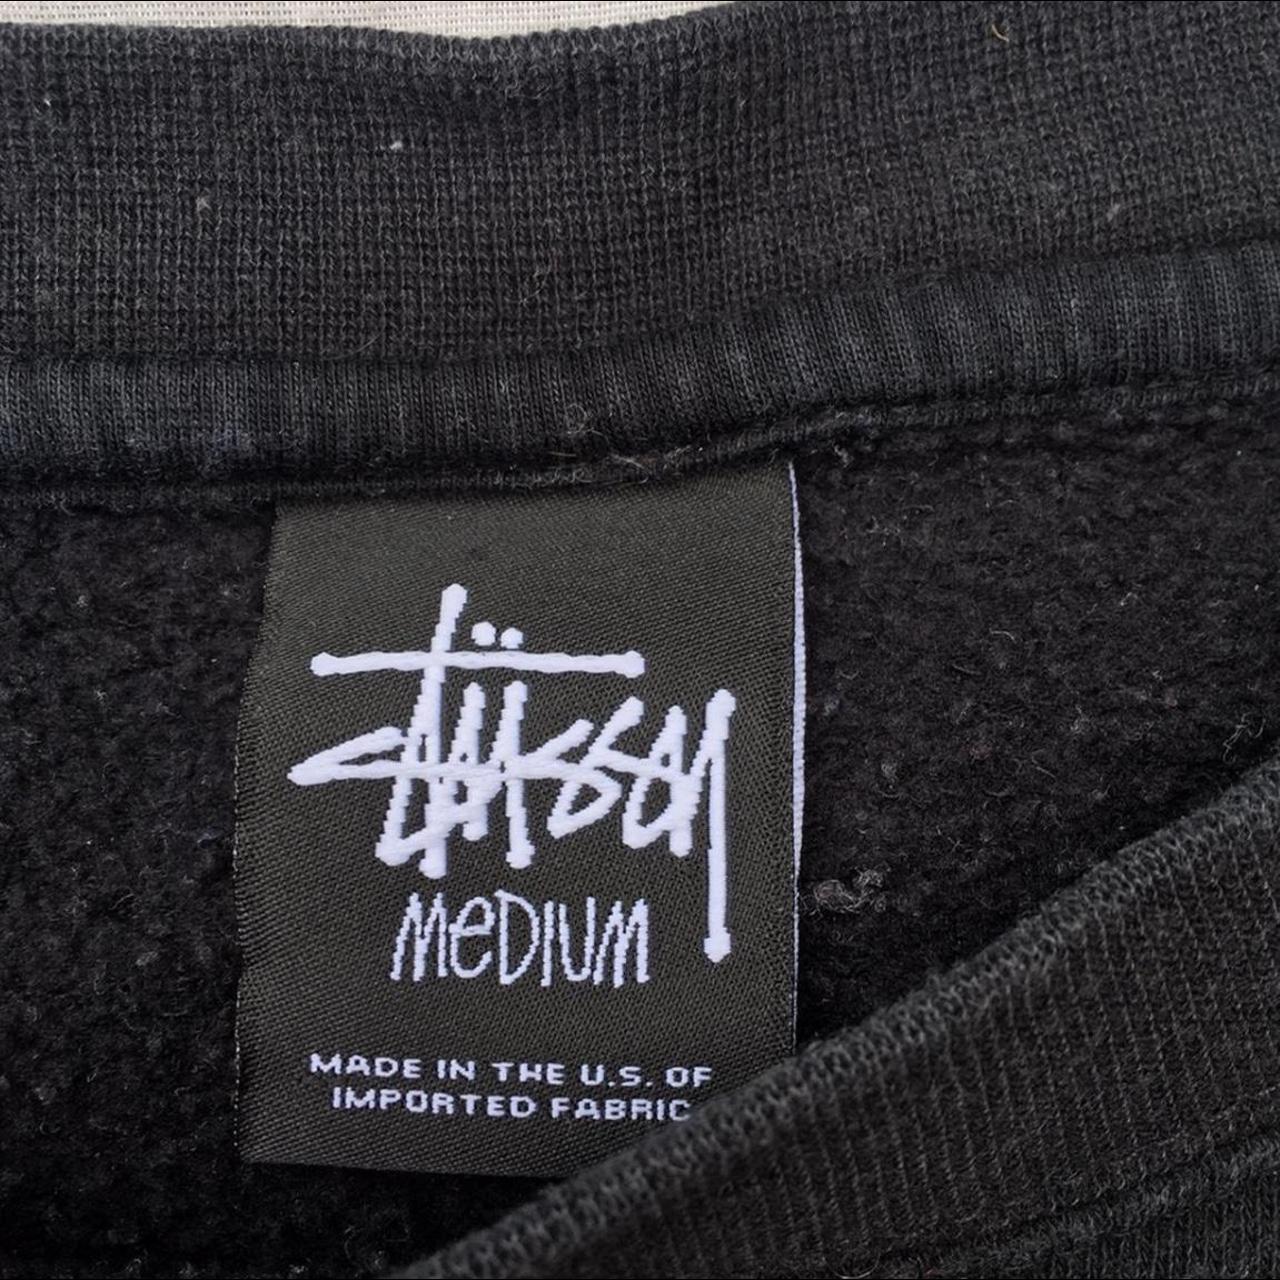 Stüssy
MeDIUM
MADE IN THE U.S. OF
IMPORTED FABRIC